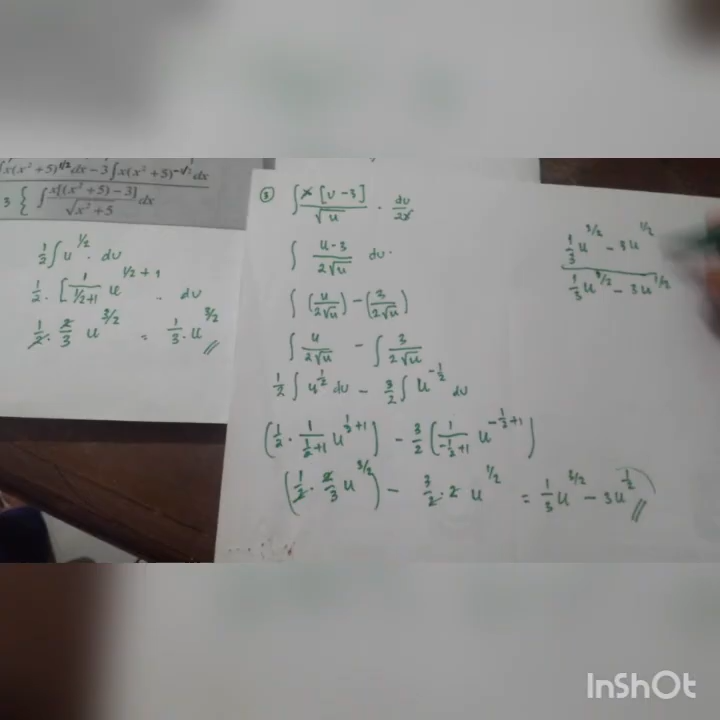 ∫x(x²+5)^1/2 dx − 3∫x(x²+5)^−1/2 dx
3 { ∫ x[(x²+5)−3] / √x²+5 dx
1/2 ∫ u^1/2 . du
1/2 . [ 1/(1/2+1) u^1/2+1 . du
1/2 . 2/3 u^3/2 = 1/3 . u^3/2 //
③ ∫ x [u−3] / √u . du/2x
∫ u−3 / 2√u du.
∫ (u/2√u) − (3/2√u)
∫ u/2√u − ∫ 3/2√u
1/2 ∫ u^1/2 du − 3/2 ∫ u^−1/2 du
(1/2 . 1/(1/2+1) u^1/2+1) − 3/2 (1/(−1/2+1) u^−1/2+1)
(1/2 . 2/3 u^3/2) − 3/2 . 2 u^1/2 = 1/3 u^3/2 − 3u^1/2 //
1/3 u^3/2 − 3u^1/2
1/3 u^3/2 − 3u^1/2
InShOt